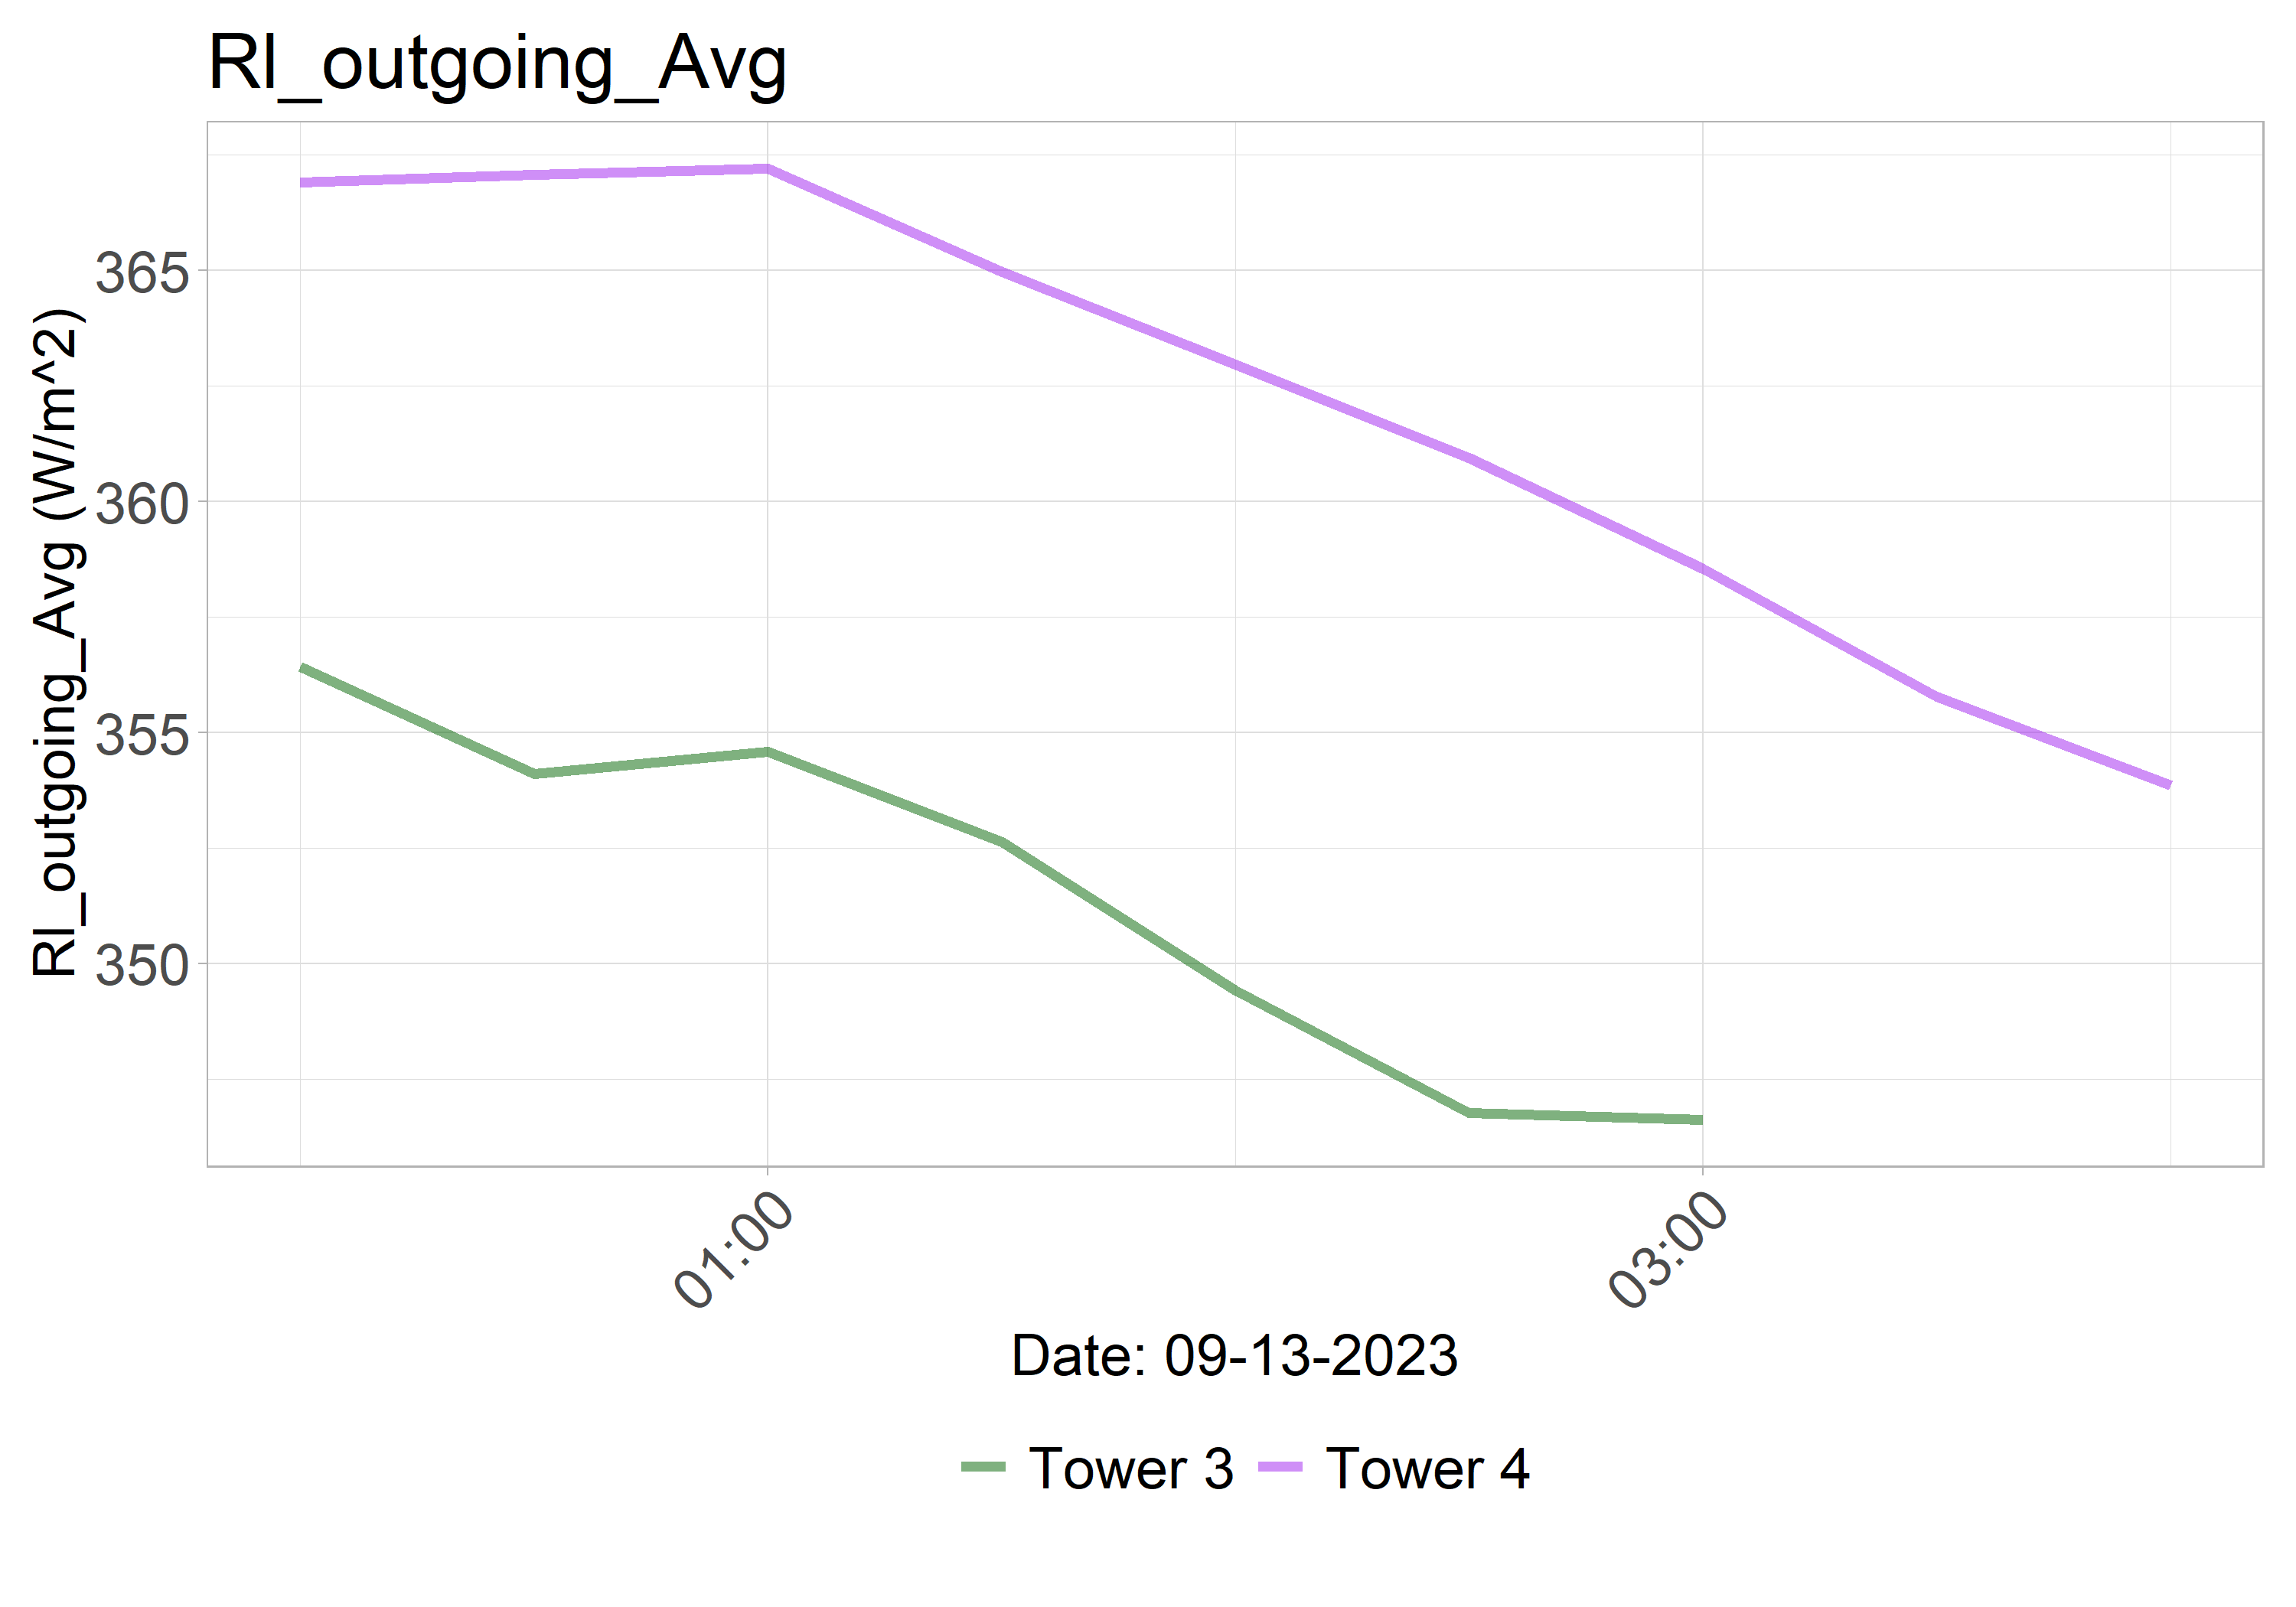 Rl_outgoing_Avg
Rl_outgoing_Avg (W/m^2)
365
360
355
350
01:00
03:00
Date: 09-13-2023
Tower 3
Tower 4